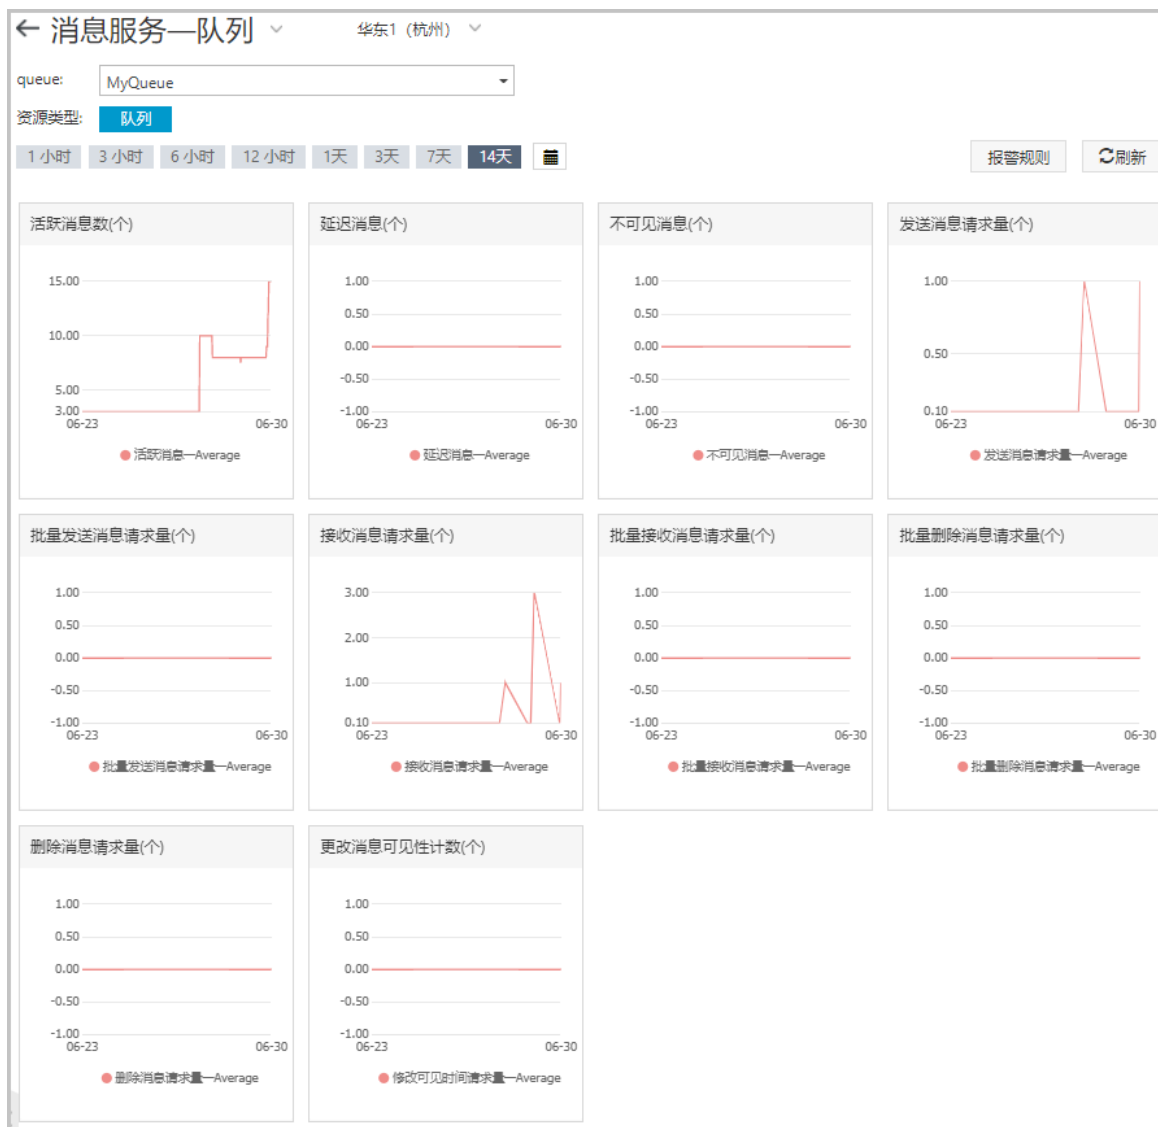 消息服务—队列 华东1（杭州）
queue: MyQueue
资源类型: 队列
1 小时 3 小时 6 小时 12 小时 1天 3天 7天 14天 报警规则 刷新
活跃消息数(个)
15.00
10.00
5.00
3.00
06-23 06-30
活跃消息—Average
延迟消息(个)
1.00
0.50
0.00
-0.50
-1.00
06-23 06-30
延迟消息—Average
不可见消息(个)
1.00
0.50
0.00
-0.50
-1.00
06-23 06-30
不可见消息—Average
发送消息请求量(个)
1.00
0.50
0.10
06-23 06-30
发送消息请求量—Average
批量发送消息请求量(个)
1.00
0.50
0.00
-0.50
-1.00
06-23 06-30
批量发送消息请求量—Average
接收消息请求量(个)
3.00
2.00
1.00
0.10
06-23 06-30
接收消息请求量—Average
批量接收消息请求量(个)
1.00
0.50
0.00
-0.50
-1.00
06-23 06-30
批量接收消息请求量—Average
批量删除消息请求量(个)
1.00
0.50
0.00
-0.50
-1.00
06-23 06-30
批量删除消息请求量—Average
删除消息请求量(个)
1.00
0.50
0.00
-0.50
-1.00
06-23 06-30
删除消息请求量—Average
更改消息可见性计数(个)
1.00
0.50
0.00
-0.50
-1.00
06-23 06-30
修改可见时间请求量—Average